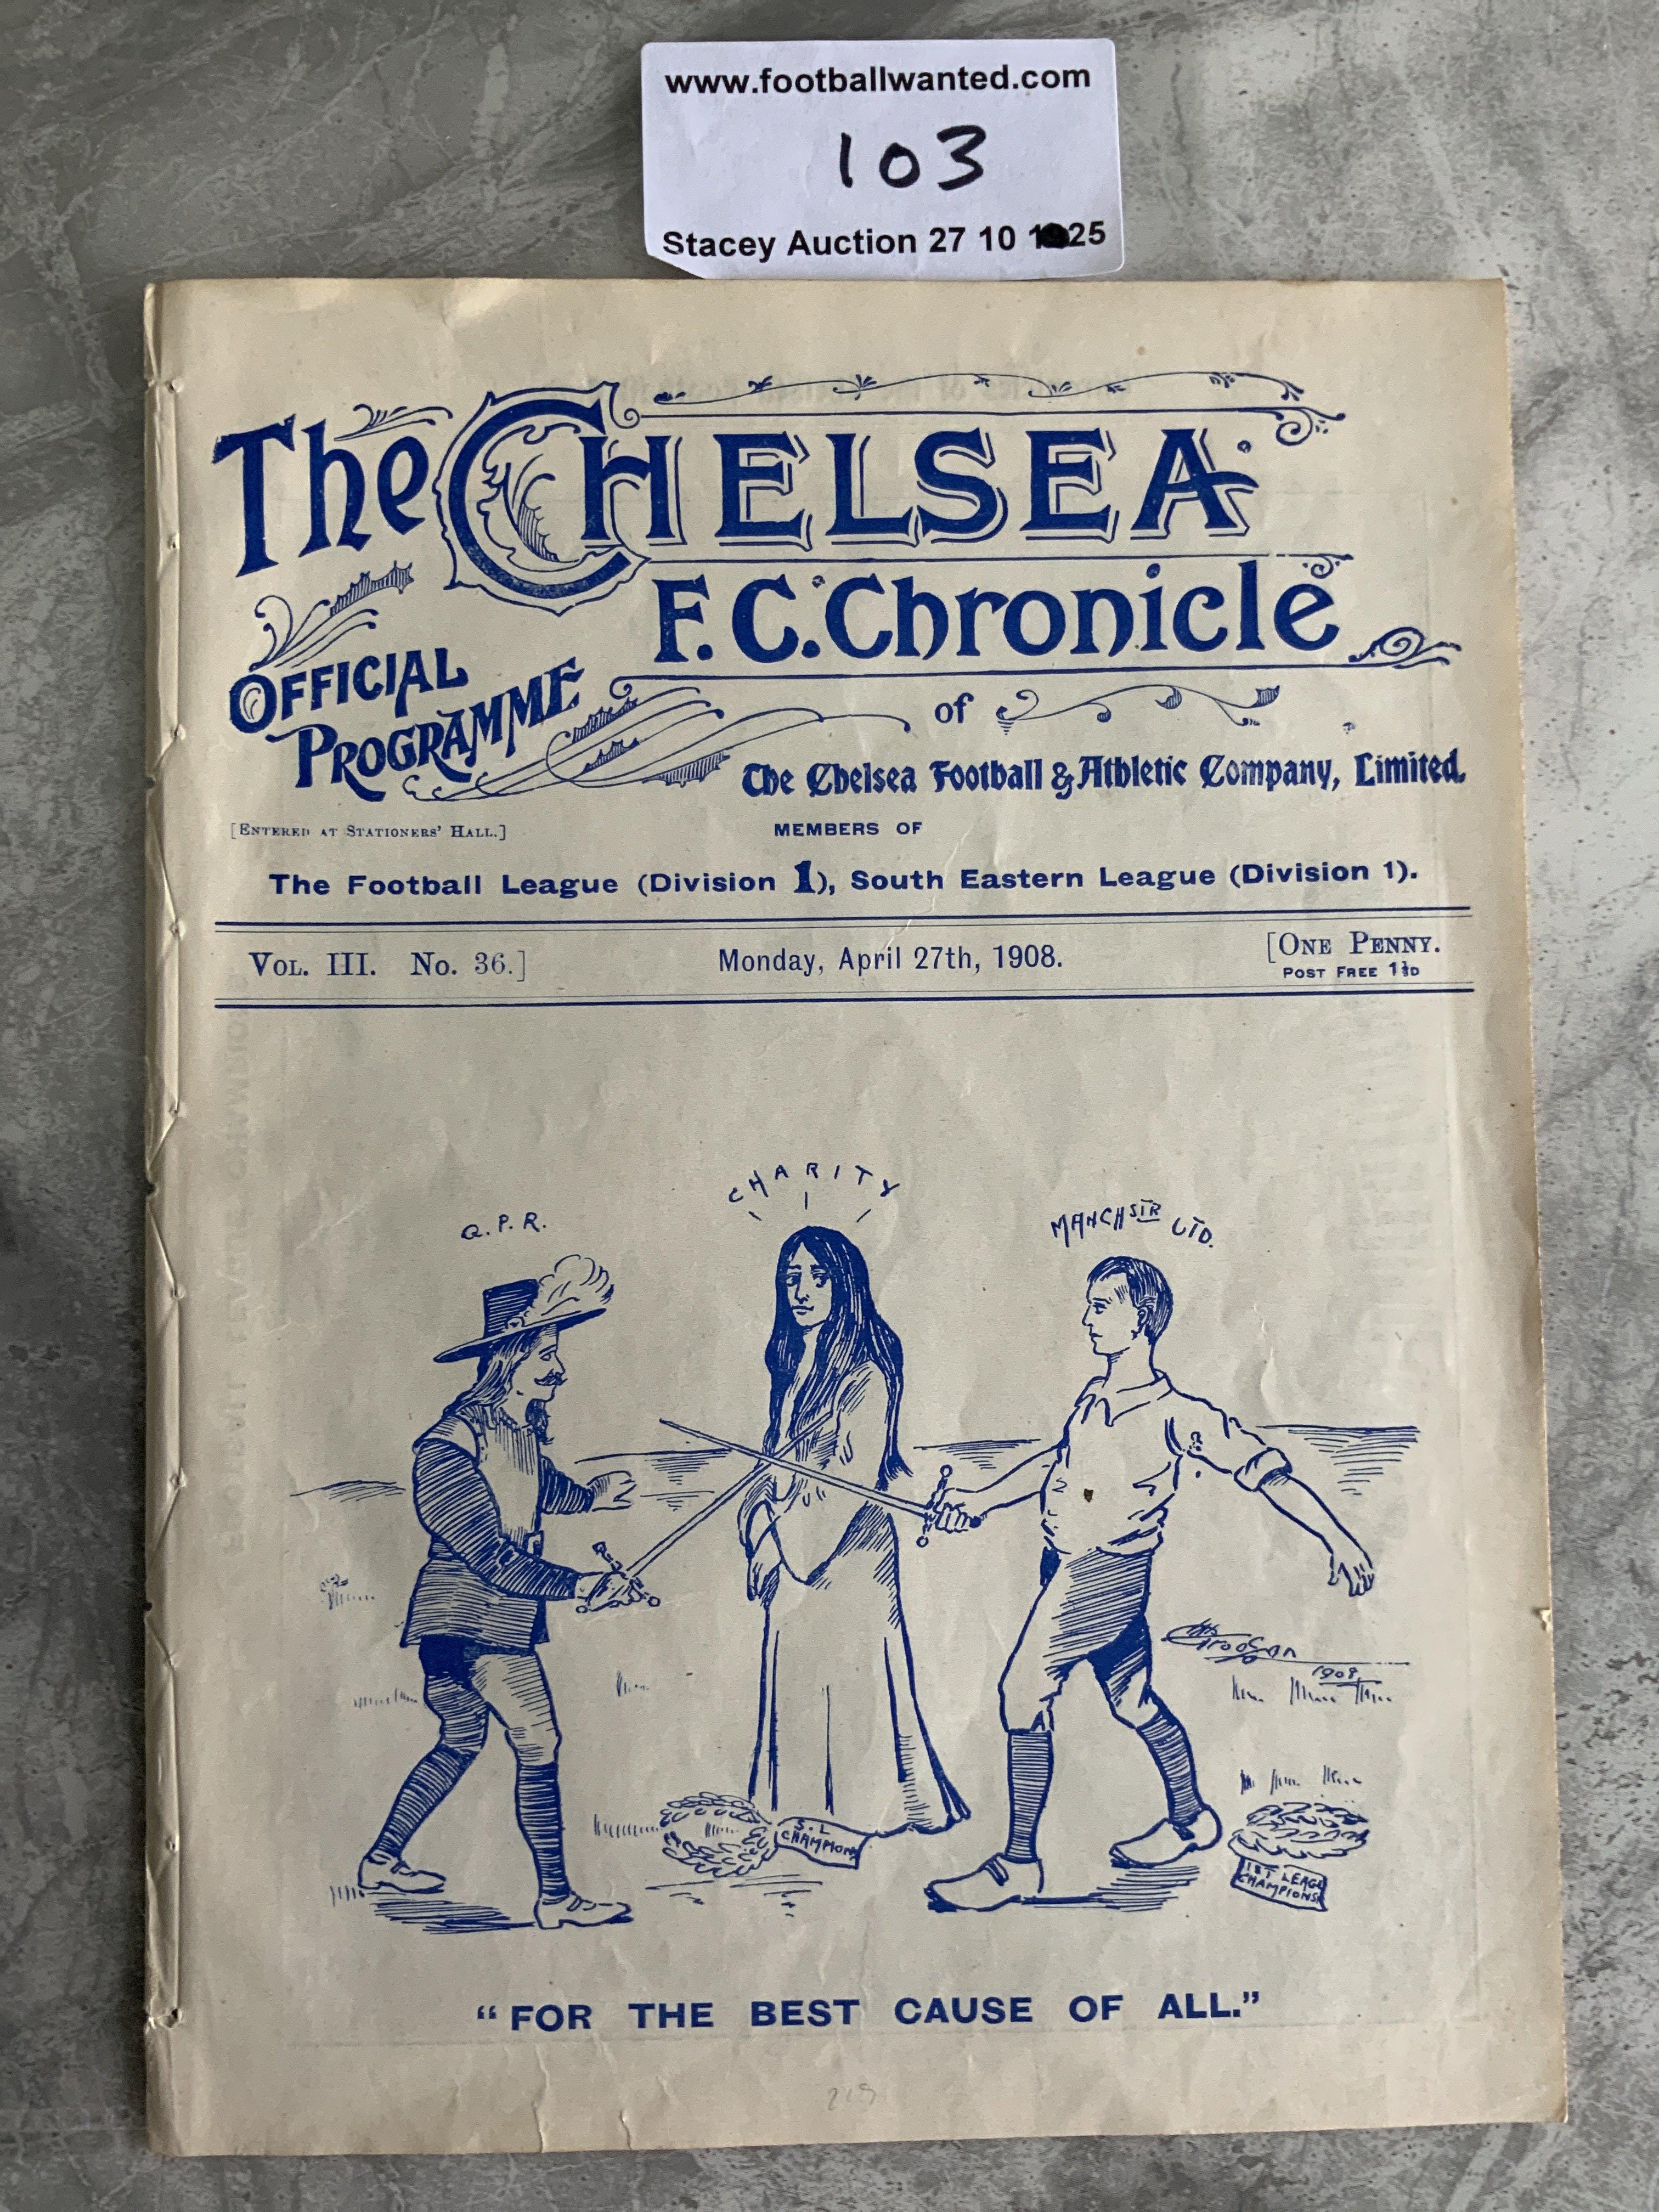 www.footballwanted.com
103
Stacey Auction 27 10 1925
The CHELSEA
F.C. Chronicle
OFFICIAL
PROGRAMME
of
The Chelsea Football & Athletic Company, Limited.
[ENTERED AT STATIONERS' HALL.]
MEMBERS OF
The Football League (Division 1), South Eastern League (Division 1).
VOL. III. No. 36.]
Monday, April 27th, 1908.
[ONE PENNY.
POST FREE 1½D
CHARITY
Q.P.R.
MANCHSTR UTD.
1908
S.L
CHAMPIONS
1ST LEAGUE
CHAMPIONS
"FOR THE BEST CAUSE OF ALL."